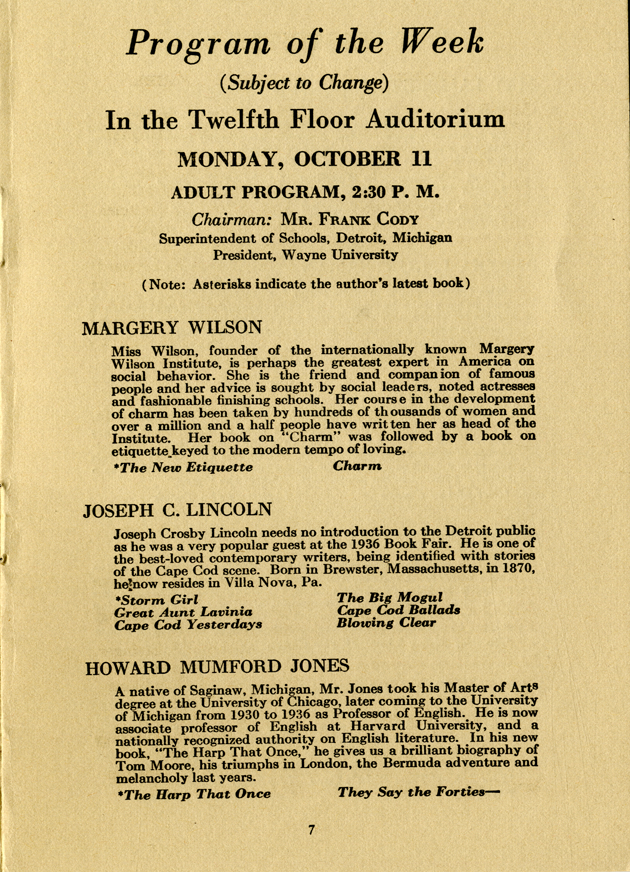 Program of the Week
(Subject to Change)
In the Twelfth Floor Auditorium
MONDAY, OCTOBER 11
ADULT PROGRAM, 2:30 P. M.
Chairman: MR. FRANK CODY
Superintendent of Schools, Detroit, Michigan
President, Wayne University
(Note: Asterisks indicate the author's latest book)
MARGERY WILSON
Miss Wilson, founder of the internationally known Margery
Wilson Institute, is perhaps the greatest expert in America on
social behavior. She is the friend and companion of famous
people and her advice is sought by social leaders, noted actresses
and fashionable finishing schools. Her course in the development
of charm has been taken by hundreds of thousands of women and
over a million and a half people have written her as head of the
Institute. Her book on "Charm" was followed by a book on
etiquette keyed to the modern tempo of loving.
*The New Etiquette Charm
JOSEPH C. LINCOLN
Joseph Crosby Lincoln needs no introduction to the Detroit public
as he was a very popular guest at the 1936 Book Fair. He is one of
the best-loved contemporary writers, being identified with stories
of the Cape Cod scene. Born in Brewster, Massachusetts, in 1870,
he now resides in Villa Nova, Pa.
*Storm Girl The Big Mogul
Great Aunt Lavinia Cape Cod Ballads
Cape Cod Yesterdays Blowing Clear
HOWARD MUMFORD JONES
A native of Saginaw, Michigan, Mr. Jones took his Master of Arts
degree at the University of Chicago, later coming to the University
of Michigan from 1930 to 1936 as Professor of English. He is now
associate professor of English at Harvard University, and a
nationally recognized authority on English literature. In his new
book, "The Harp That Once," he gives us a brilliant biography of
Tom Moore, his triumphs in London, the Bermuda adventure and
melancholy last years.
*The Harp That Once They Say the Forties—
7